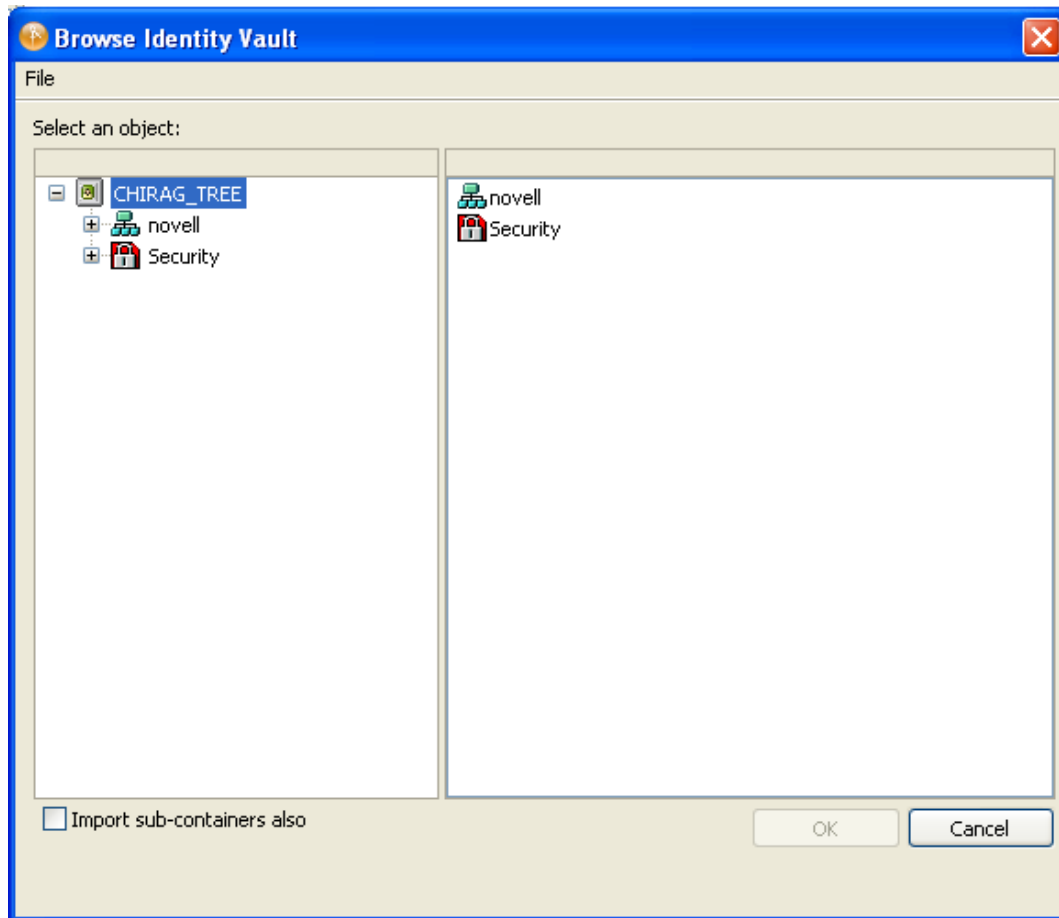 Browse Identity Vault
File
Select an object:
CHIRAG_TREE
novell
Security
novell
Security
Import sub-containers also
OK
Cancel